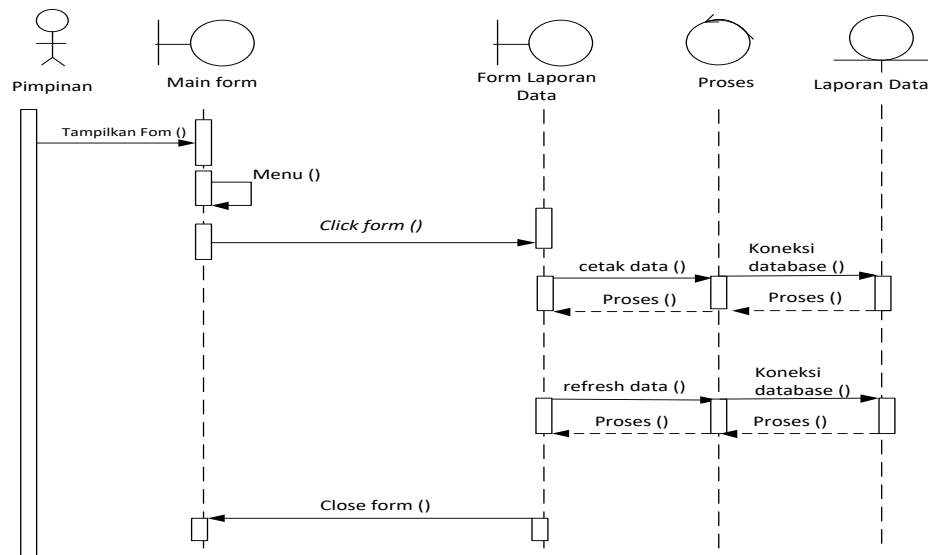 Pimpinan
Main form
Form Laporan
Data
Proses
Laporan Data
Tampilkan Fom ()
Menu ()
Click form ()
cetak data ()
Koneksi
database ()
Proses ()
Proses ()
refresh data ()
Koneksi
database ()
Proses ()
Proses ()
Close form ()